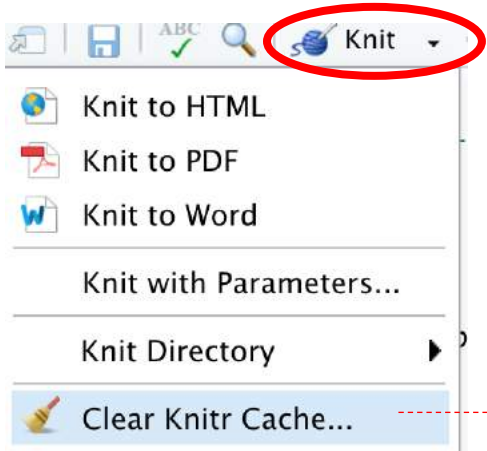 ABC Knit
Knit to HTML
Knit to PDF
W Knit to Word
Knit with Parameters...
Knit Directory
Clear Knitr Cache...